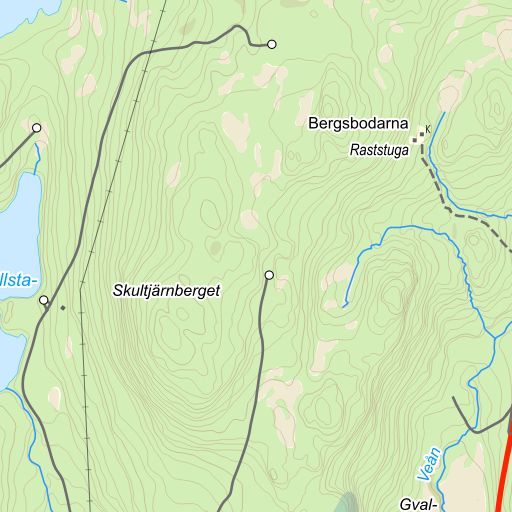 Bergsbodarna
K
Raststuga
llsta-
Skultjärnberget
Veån
Gval-